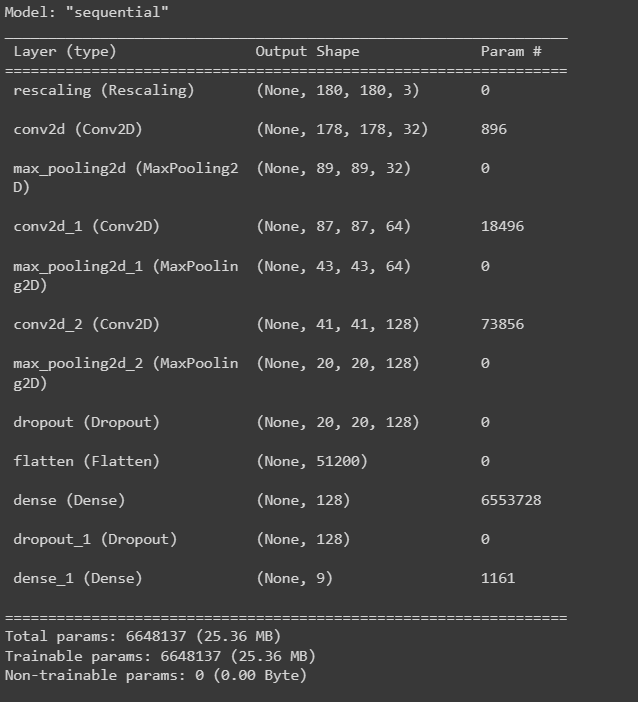 Model: "sequential"
Layer (type) Output Shape Param #
rescaling (Rescaling) (None, 180, 180, 3) 0
conv2d (Conv2D) (None, 178, 178, 32) 896
max_pooling2d (MaxPooling2 (None, 89, 89, 32) 0
D)
conv2d_1 (Conv2D) (None, 87, 87, 64) 18496
max_pooling2d_1 (MaxPoolin (None, 43, 43, 64) 0
g2D)
conv2d_2 (Conv2D) (None, 41, 41, 128) 73856
max_pooling2d_2 (MaxPoolin (None, 20, 20, 128) 0
g2D)
dropout (Dropout) (None, 20, 20, 128) 0
flatten (Flatten) (None, 51200) 0
dense (Dense) (None, 128) 6553728
dropout_1 (Dropout) (None, 128) 0
dense_1 (Dense) (None, 9) 1161
Total params: 6648137 (25.36 MB)
Trainable params: 6648137 (25.36 MB)
Non-trainable params: 0 (0.00 Byte)